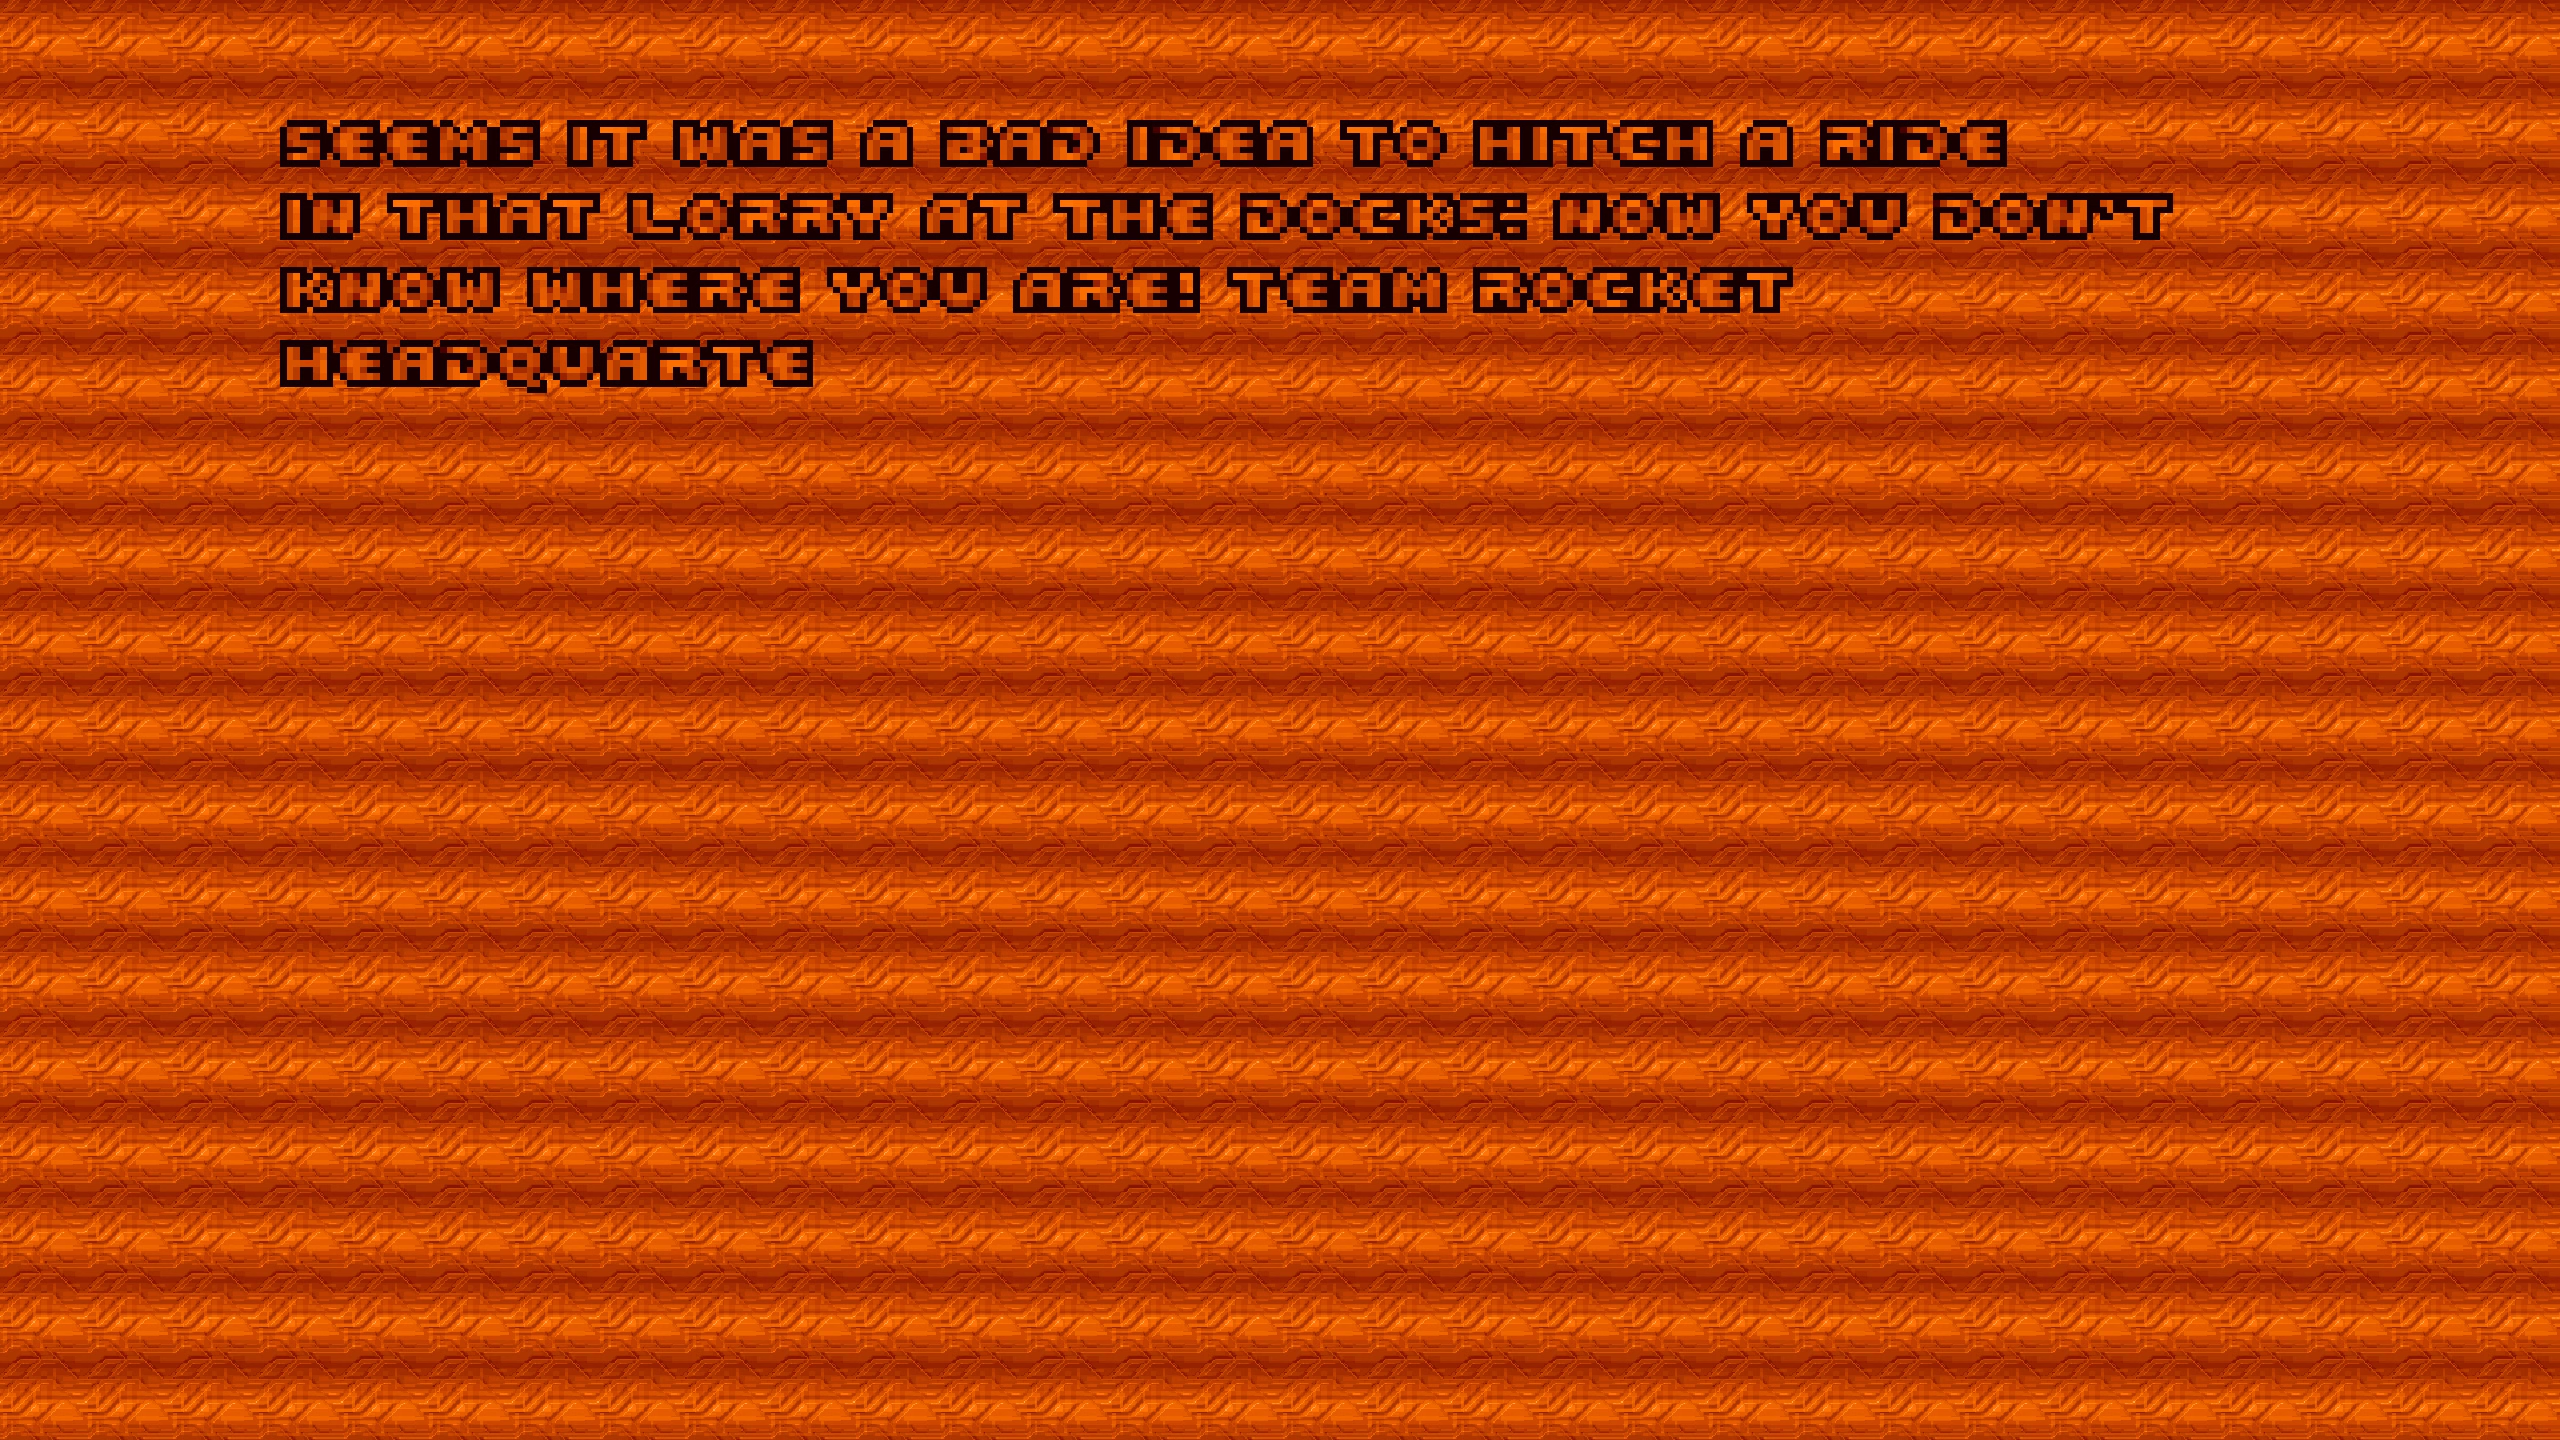 SEEMS IT WAS A BAD IDEA TO HITCH A RIDE
IN THAT LORRY AT THE DOCKS; NOW YOU DON'T
KNOW WHERE YOU ARE! TEAM ROCKET
HEADQUARTE